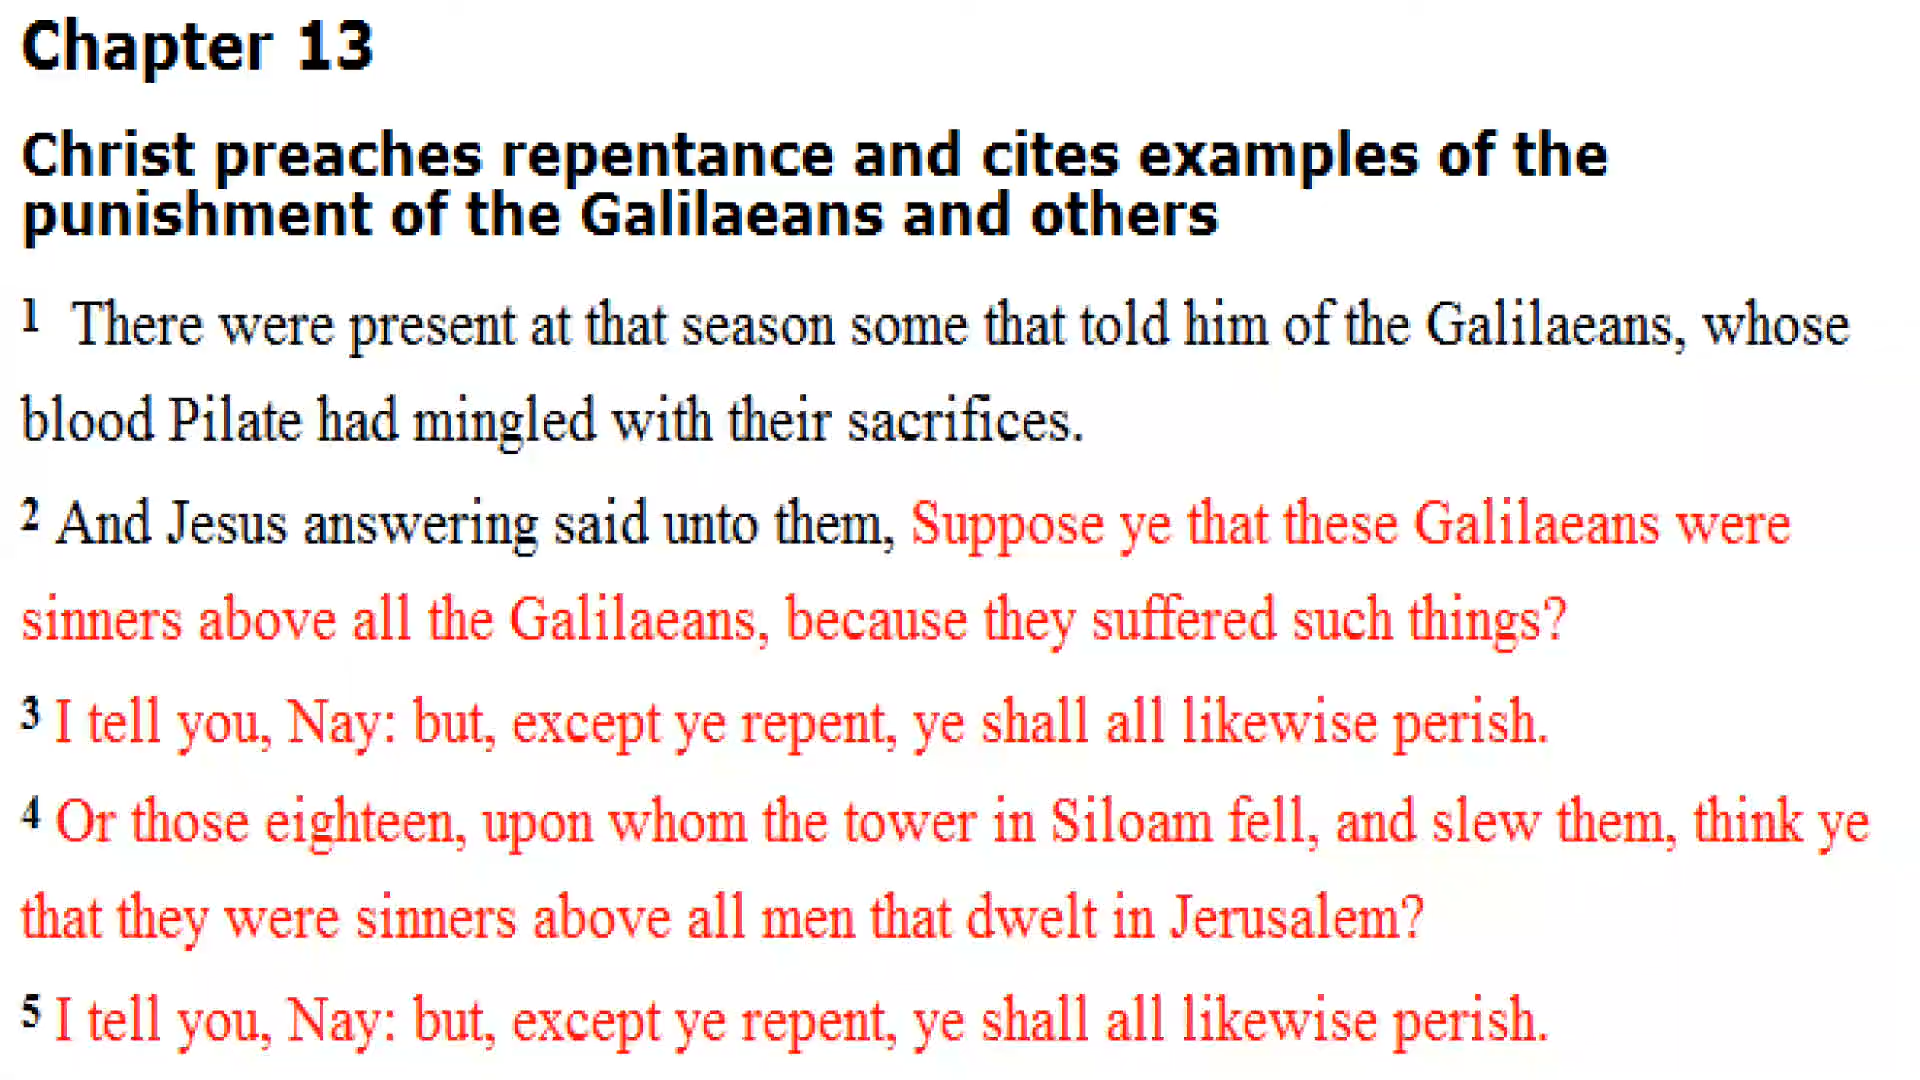 Chapter 13
Christ preaches repentance and cites examples of the
punishment of the Galilaeans and others
1 There were present at that season some that told him of the Galilaeans, whose
blood Pilate had mingled with their sacrifices.
2 And Jesus answering said unto them, Suppose ye that these Galilaeans were
sinners above all the Galilaeans, because they suffered such things?
3 I tell you, Nay: but, except ye repent, ye shall all likewise perish.
4 Or those eighteen, upon whom the tower in Siloam fell, and slew them, think ye
that they were sinners above all men that dwelt in Jerusalem?
5 I tell you, Nay: but, except ye repent, ye shall all likewise perish.